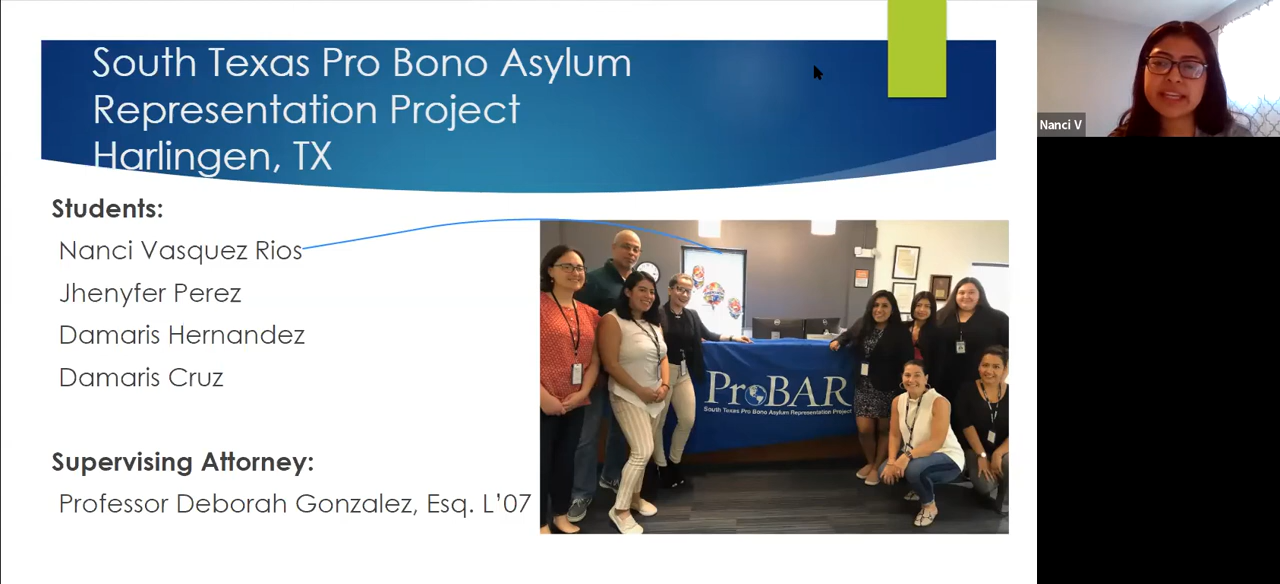 South Texas Pro Bono Asylum
Representation Project
Harlingen, TX
Students:
Nanci Vasquez Rios
Jhenyfer Perez
Damaris Hernandez
Damaris Cruz
Supervising Attorney:
Professor Deborah Gonzalez, Esq. L’07
ProBAR
South Texas Pro Bono Asylum Representation Project
Nanci V